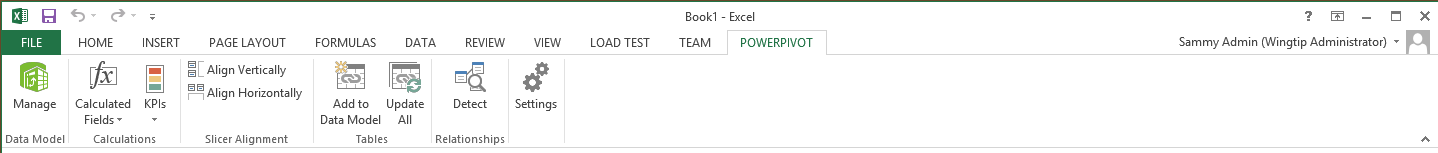 Book1 - Excel
?
FILE HOME INSERT PAGE LAYOUT FORMULAS DATA REVIEW VIEW LOAD TEST TEAM POWERPIVOT Sammy Admin (Wingtip Administrator)
Manage
Data Model
fx
Calculated
Fields
KPIs
Calculations
Align Vertically
Align Horizontally
Slicer Alignment
Add to
Data Model
Update
All
Tables
Detect
Relationships
Settings